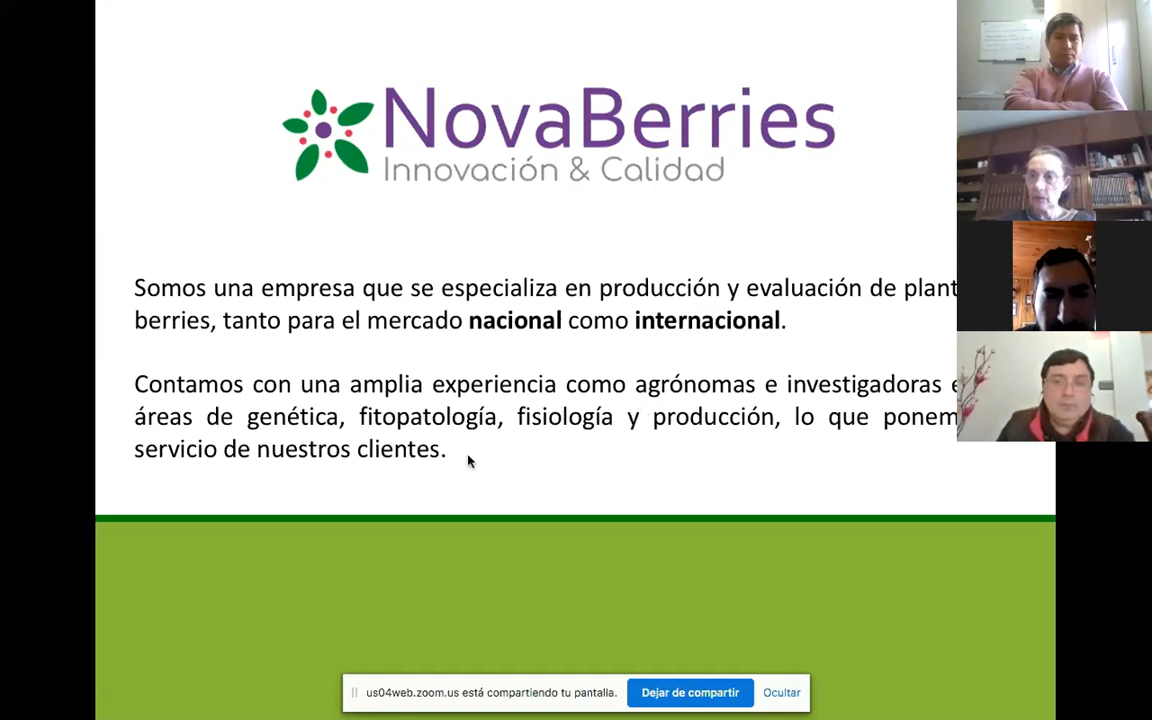 NovaBerries
Innovación & Calidad
Somos una empresa que se especializa en producción y evaluación de plant
berries, tanto para el mercado nacional como internacional.
Contamos con una amplia experiencia como agrónomas e investigadoras
áreas de genética, fitopatología, fisiología y producción, lo que ponem
servicio de nuestros clientes.
us04web.zoom.us está compartiendo tu pantalla.
Dejar de compartir
Ocultar